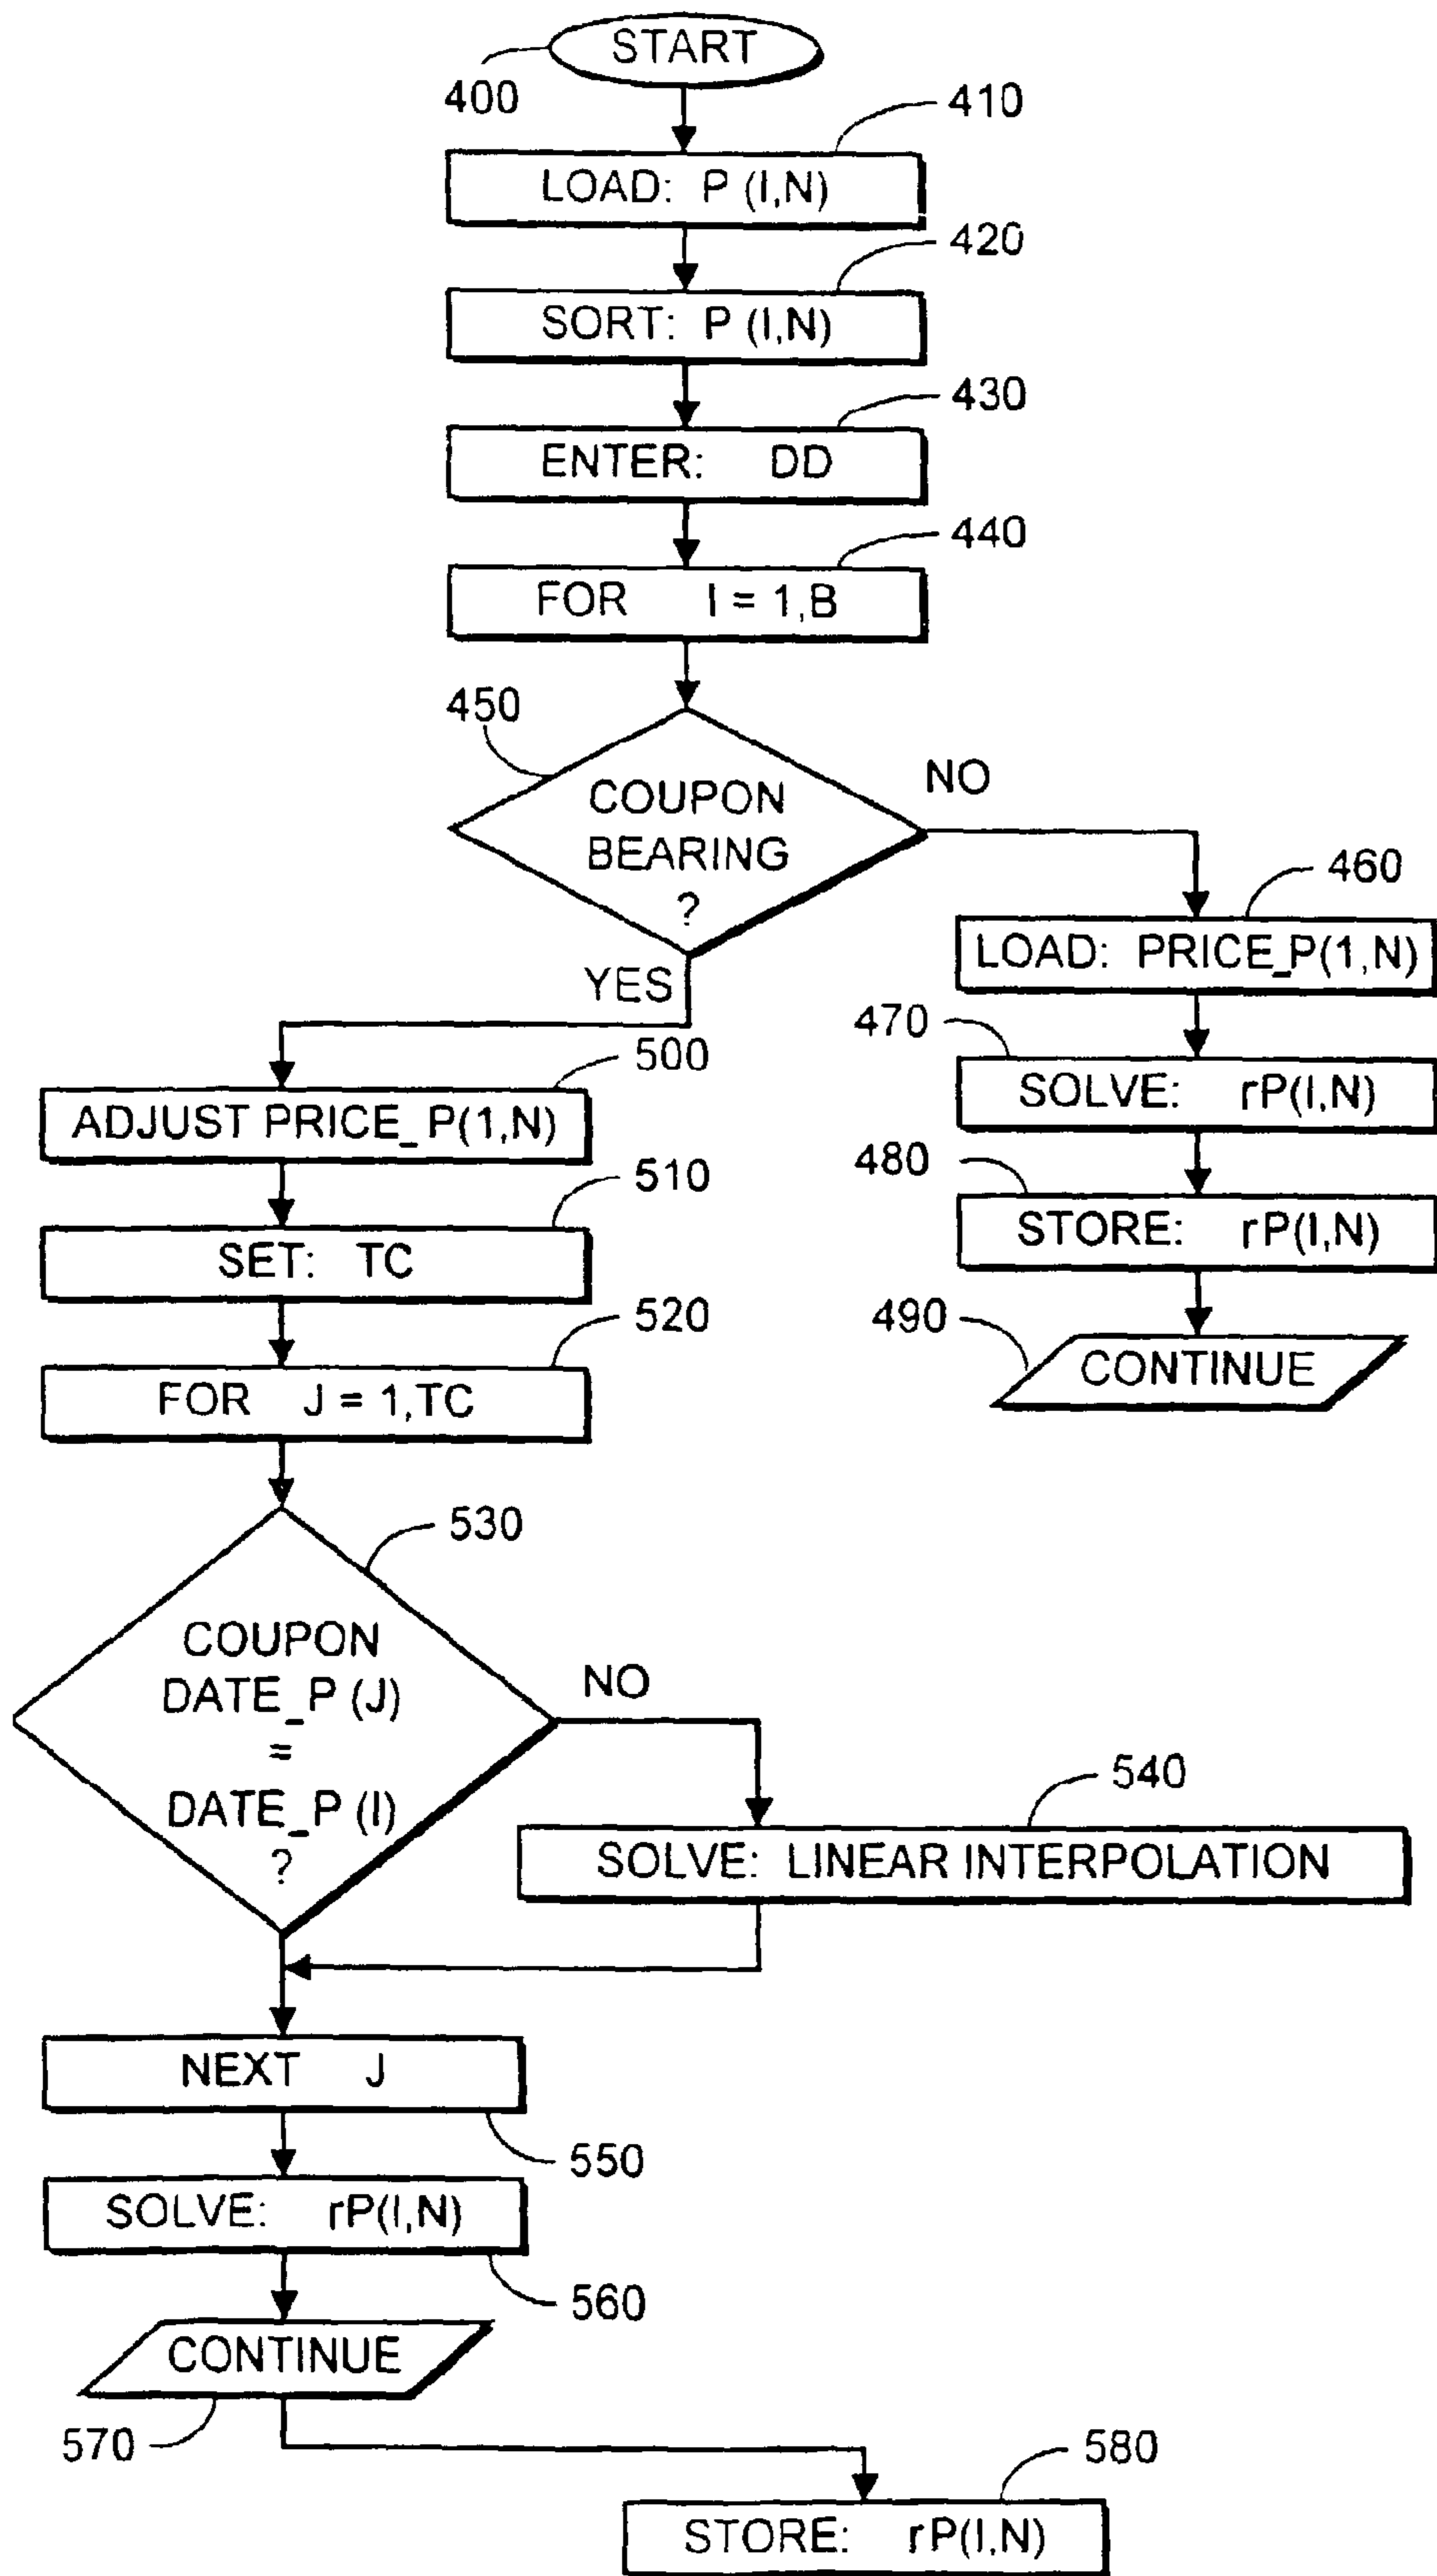 START
400
410
LOAD: P (I,N)
420
SORT: P (I,N)
430
ENTER: DD
440
FOR I = 1,B
450
COUPON
BEARING
?
NO
YES
460
LOAD: PRICE_P(1,N)
470
SOLVE: rP(I,N)
480
STORE: rP(I,N)
490
CONTINUE
500
ADJUST PRICE_P(1,N)
510
SET: TC
520
FOR J = 1,TC
530
COUPON
DATE_P (J)
=
DATE_P (I)
?
NO
540
SOLVE: LINEAR INTERPOLATION
NEXT J
550
SOLVE: rP(I,N)
560
CONTINUE
570
580
STORE: rP(I,N)